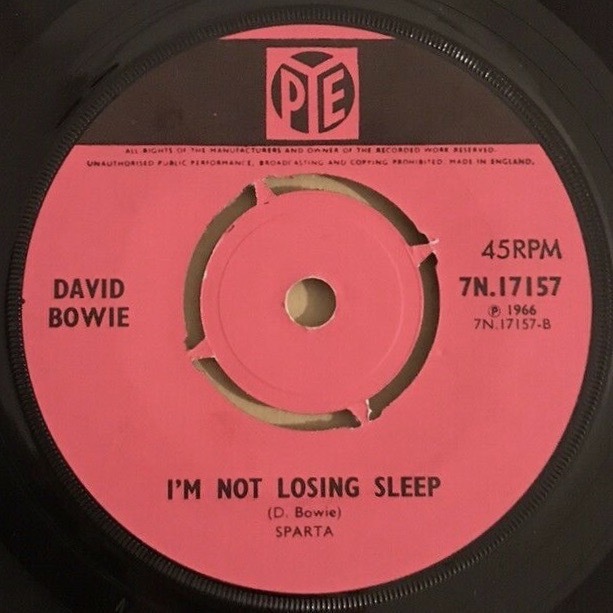 PYE
ALL RIGHTS OF THE MANUFACTURERS AND OWNER OF THE RECORDED WORK RESERVED.
UNAUTHORISED PUBLIC PERFORMANCE, BROADCASTING AND COPYING PROHIBITED. MADE IN ENGLAND.
45RPM
DAVID
BOWIE
7N.17157
Ⓟ 1966
7N.17157-B
I'M NOT LOSING SLEEP
(D. Bowie)
SPARTA